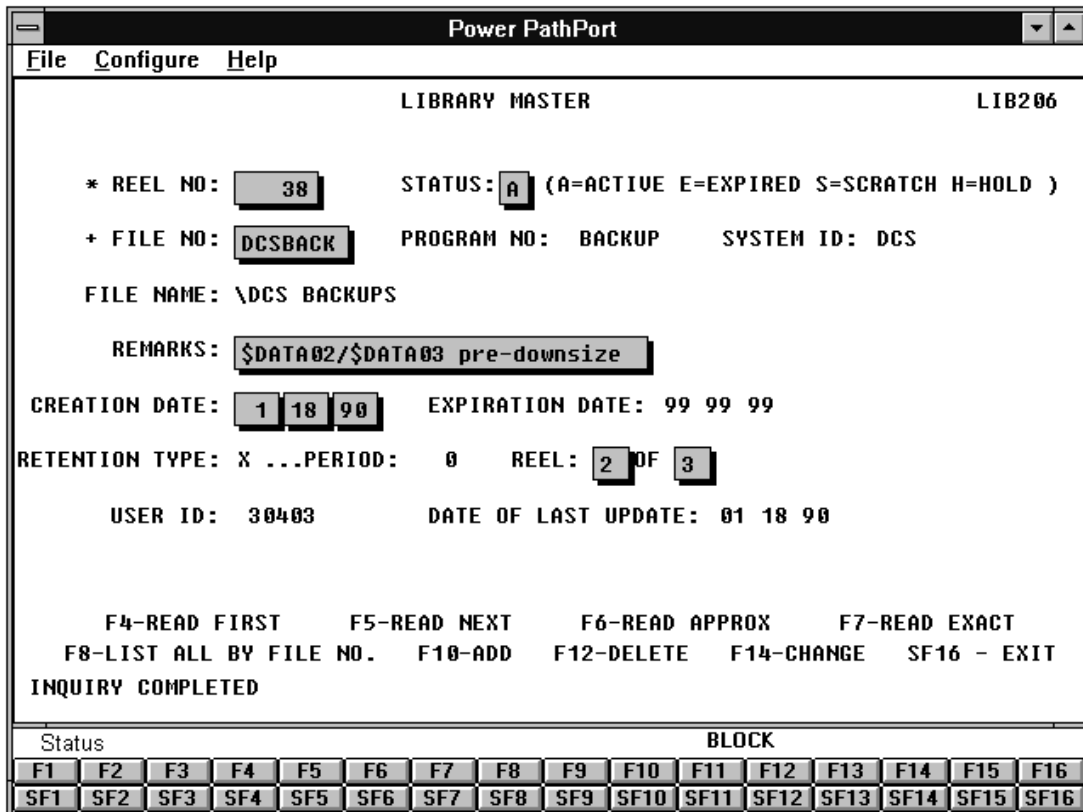 Power PathPort
File Configure Help
LIBRARY MASTER LIB206
* REEL NO: 38 STATUS: A (A=ACTIVE E=EXPIRED S=SCRATCH H=HOLD )
+ FILE NO: DCSBACK PROGRAM NO: BACKUP SYSTEM ID: DCS
FILE NAME: \DCS BACKUPS
REMARKS: $DATA02/$DATA03 pre-downsize
CREATION DATE: 1 18 90 EXPIRATION DATE: 99 99 99
RETENTION TYPE: X ...PERIOD: 0 REEL: 2 OF 3
USER ID: 30403 DATE OF LAST UPDATE: 01 18 90
F4-READ FIRST F5-READ NEXT F6-READ APPROX F7-READ EXACT
F8-LIST ALL BY FILE NO. F10-ADD F12-DELETE F14-CHANGE SF16 - EXIT
INQUIRY COMPLETED
Status BLOCK
F1 F2 F3 F4 F5 F6 F7 F8 F9 F10 F11 F12 F13 F14 F15 F16
SF1 SF2 SF3 SF4 SF5 SF6 SF7 SF8 SF9 SF10 SF11 SF12 SF13 SF14 SF15 SF16